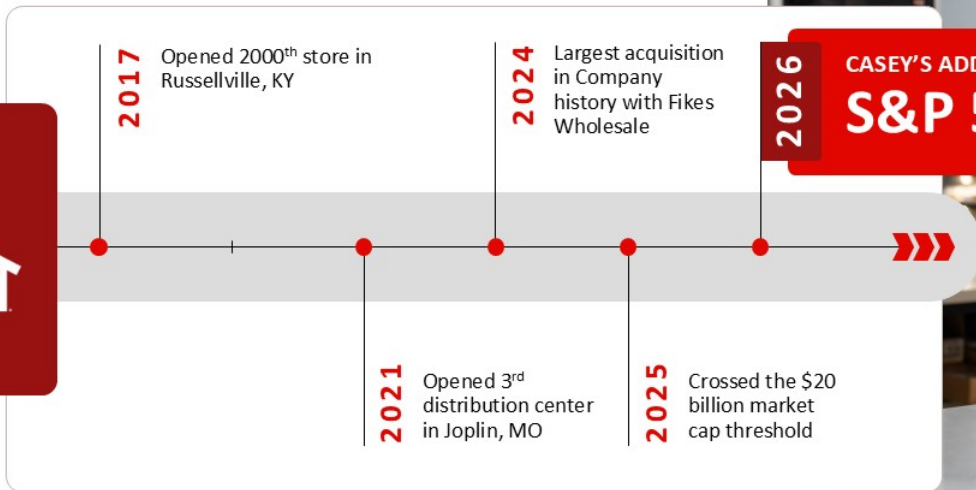 2017
Opened 2000th store in
Russellville, KY
2024
Largest acquisition
in Company
history with Fikes
Wholesale
2026
CASEY'S
S&P
2021
Opened 3rd
distribution center
in Joplin, MO
2025
Crossed the $20
billion market
cap threshold